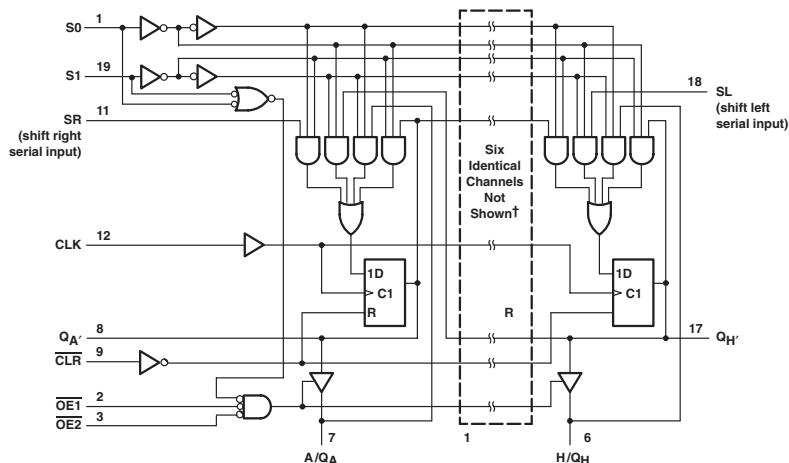 S0 1
S1 19
18 SL
(shift left
serial input)
SR 11
(shift right
serial input)
Six
Identical
Channels
Not
Shown†
CLK 12
1D
C1
R
R
1D
C1
R
QA′ 8
17 QH′
CLR 9
OE1 2
OE2 3
7
A/QA
1
6
H/QH